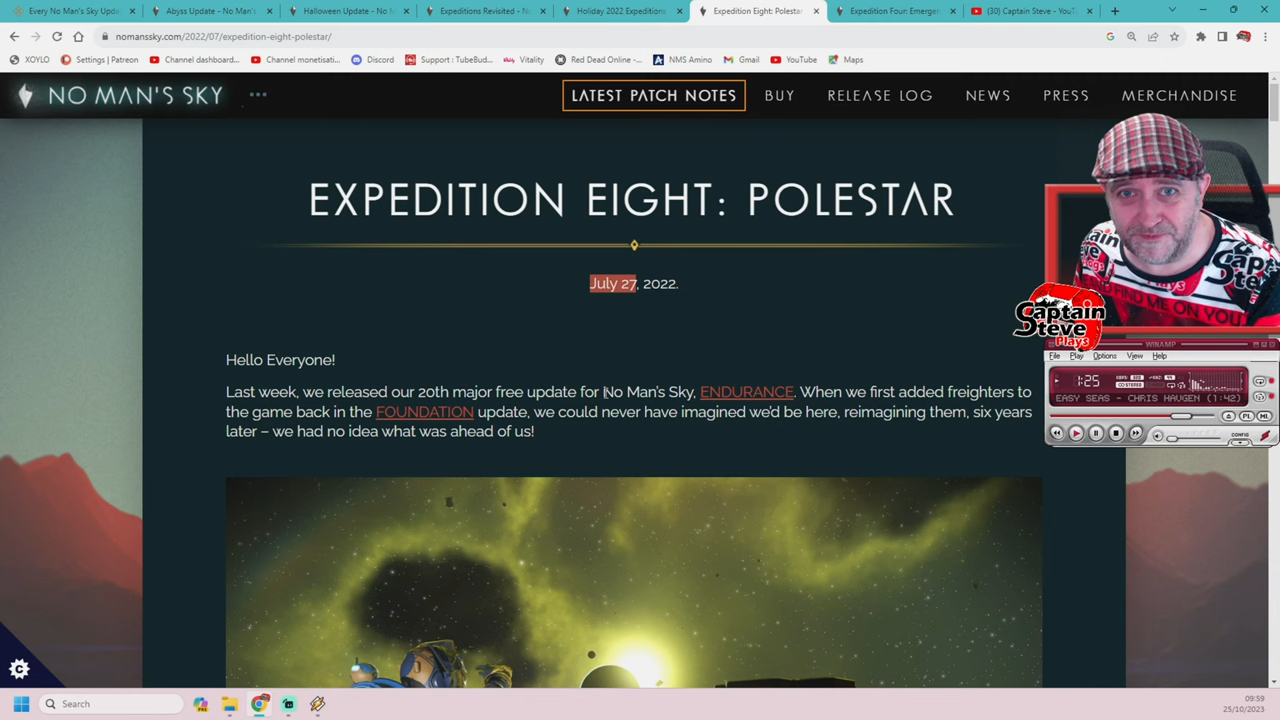 Every No Man's Sky Upda
Abyss Update - No Man's
Halloween Update - No M
Expeditions Revisited - N
Holiday 2022 Expeditions
Expedition Eight: Polestar
Expedition Four: Emerge
(30) Captain Steve - YouT
nomanssky.com/2022/07/expedition-eight-polestar/
XOYLO
Settings | Patreon
Channel dashboard...
Channel monetisati...
Discord
Support : TubeBud...
Vitality
Red Dead Online -...
NMS Amino
Gmail
YouTube
Maps
NO MAN'S SKY
LATEST PATCH NOTES
BUY
RELEASE LOG
NEWS
PRESS
MERCHANDISE
EXPEDITION EIGHT: POLESTAR
July 27, 2022.
Hello Everyone!
Last week, we released our 20th major free update for No Man's Sky, ENDURANCE. When we first added freighters to
the game back in the FOUNDATION update, we could never have imagined we'd be here, reimagining them, six years
later – we had no idea what was ahead of us!
Captain
Steve
Plays
WINAMP
File Play Options View Help
1:25
EASY SEAS - CHRIS HAUGEN (1:42)
Search
09:59
25/10/2023